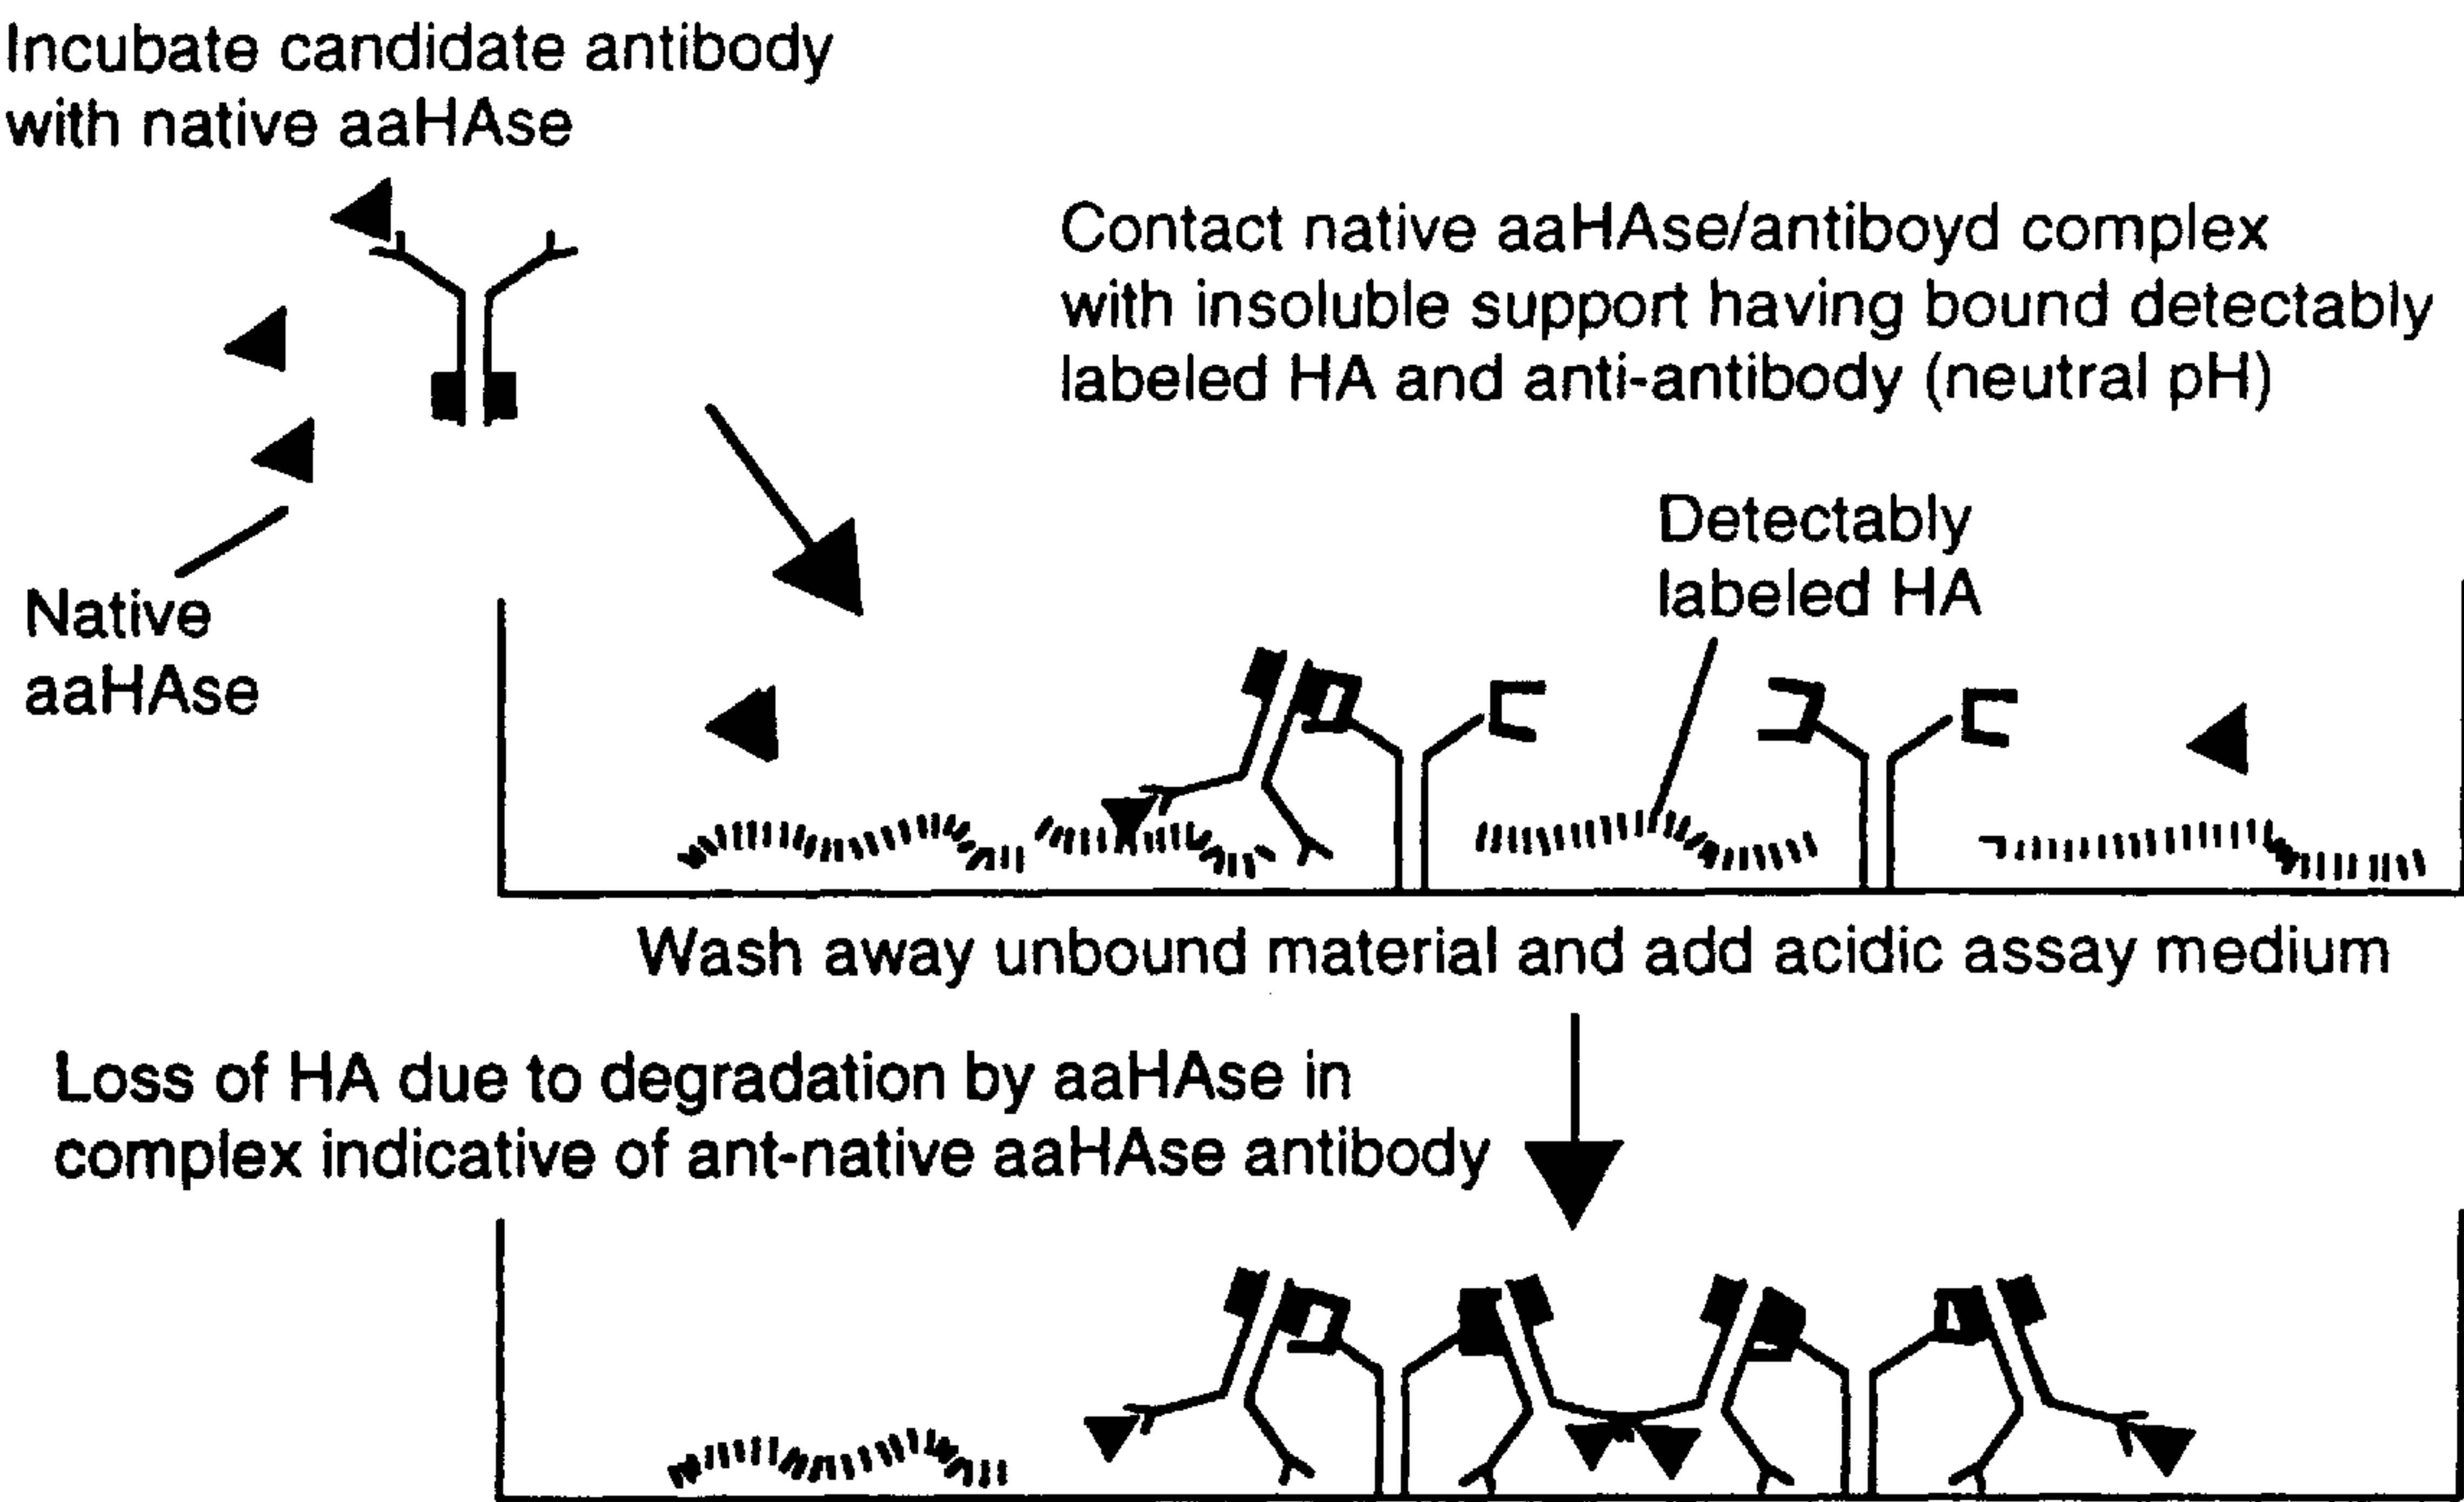 Incubate candidate antibody
with native aaHAse
Contact native aaHAse/antiboyd complex
with insoluble support having bound detectably
labeled HA and anti-antibody (neutral pH)
Detectably
labeled HA
Native
aaHAse
Wash away unbound material and add acidic assay medium
Loss of HA due to degradation by aaHAse in
complex indicative of ant-native aaHAse antibody